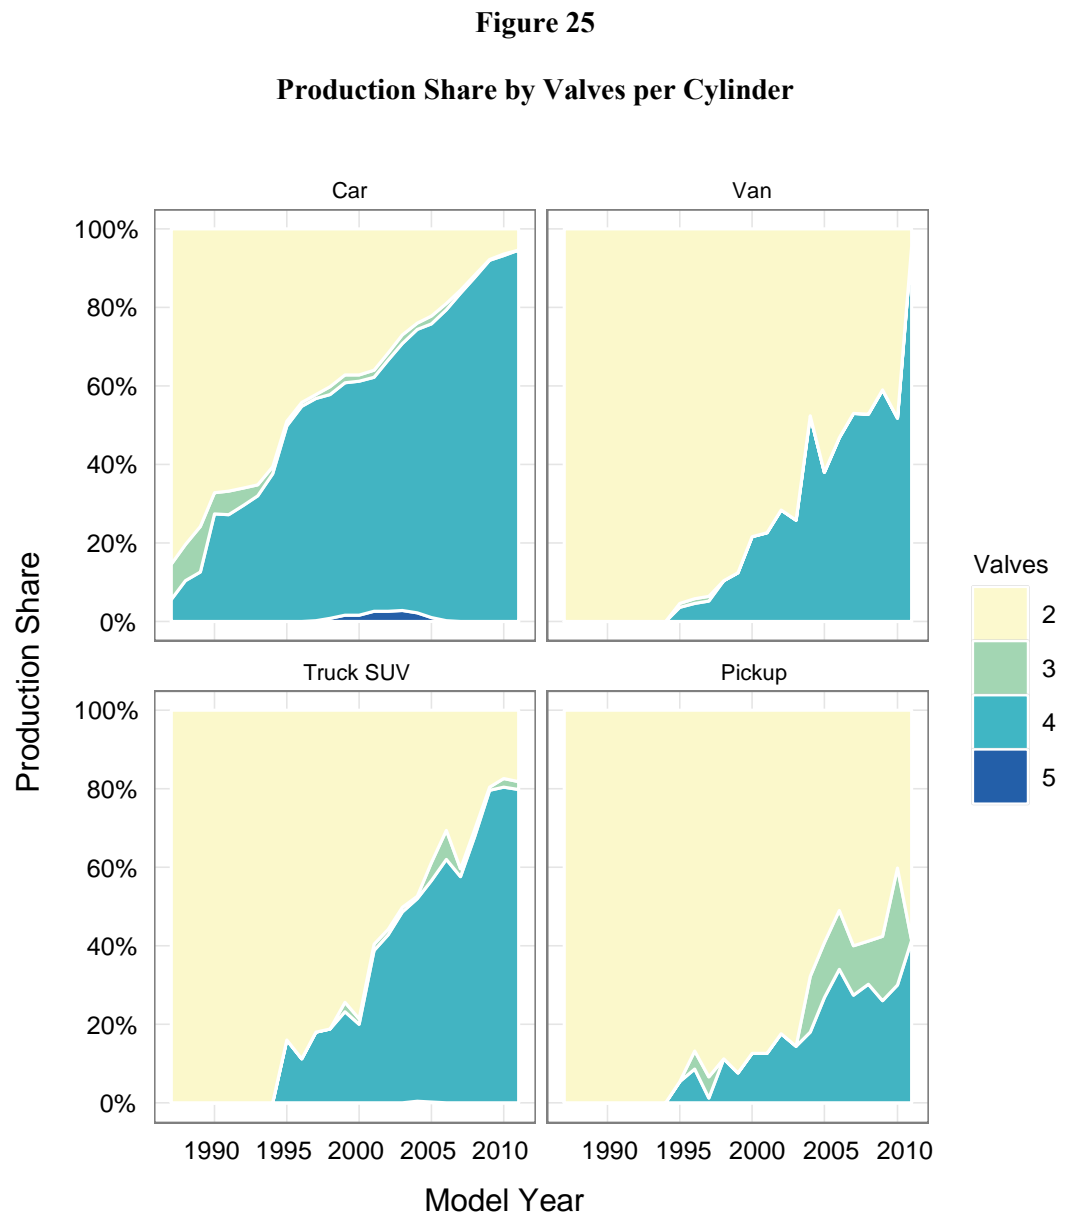 Figure 25
Production Share by Valves per Cylinder
Car
Van
100%
80%
60%
40%
20%
0%
Truck SUV
Pickup
100%
80%
60%
40%
20%
0%
1990 1995 2000 2005 2010
1990 1995 2000 2005 2010
Model Year
Production Share
Valves
2
3
4
5